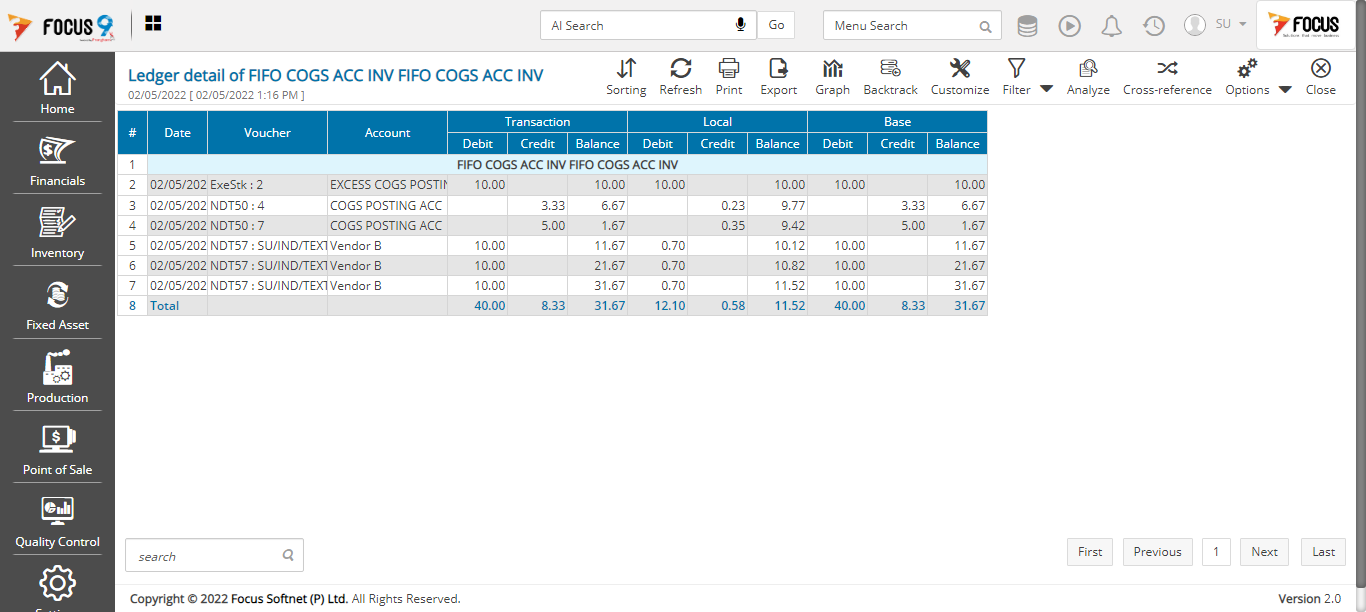 FOCUS 9
AI Search
Go
Menu Search
SU
FOCUS
Home
Financials
Inventory
Fixed Asset
Production
Point of Sale
Quality Control
Ledger detail of FIFO COGS ACC INV FIFO COGS ACC INV
02/05/2022 [ 02/05/2022 1:16 PM ]
Sorting Refresh Print Export Graph Backtrack Customize Filter Analyze Cross-reference Options Close
# Date Voucher Account Transaction Local Base
Debit Credit Balance Debit Credit Balance Debit Credit Balance
1 FIFO COGS ACC INV FIFO COGS ACC INV
2 02/05/202 ExeStk : 2 EXCESS COGS POSTIN 10.00 10.00 10.00 10.00 10.00 10.00
3 02/05/202 NDT50 : 4 COGS POSTING ACC 3.33 6.67 0.23 9.77 3.33 6.67
4 02/05/202 NDT50 : 7 COGS POSTING ACC 5.00 1.67 0.35 9.42 5.00 1.67
5 02/05/202 NDT57 : SU/IND/TEXT Vendor B 10.00 11.67 0.70 10.12 10.00 11.67
6 02/05/202 NDT57 : SU/IND/TEXT Vendor B 10.00 21.67 0.70 10.82 10.00 21.67
7 02/05/202 NDT57 : SU/IND/TEXT Vendor B 10.00 31.67 0.70 11.52 10.00 31.67
8 Total 40.00 8.33 31.67 12.10 0.58 11.52 40.00 8.33 31.67
search
First Previous 1 Next Last
Copyright © 2022 Focus Softnet (P) Ltd. All Rights Reserved.
Version 2.0